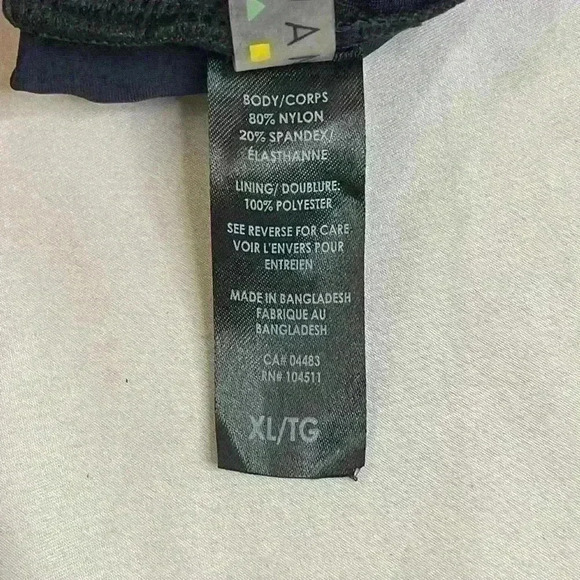 BODY/CORPS
80% NYLON
20% SPANDEX/
ÉLASTHANNE
LINING/ DOUBLURE:
100% POLYESTER
SEE REVERSE FOR CARE
VOIR L'ENVERS POUR
ENTREIEN
MADE IN BANGLADESH
FABRIQUE AU
BANGLADESH
CA# 04483
RN# 104511
XL/TG